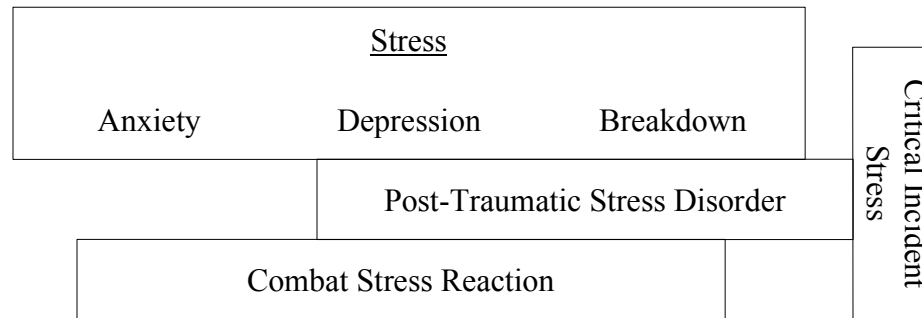 Stress
Anxiety Depression Breakdown
Post-Traumatic Stress Disorder
Combat Stress Reaction
Critical Incident
Stress